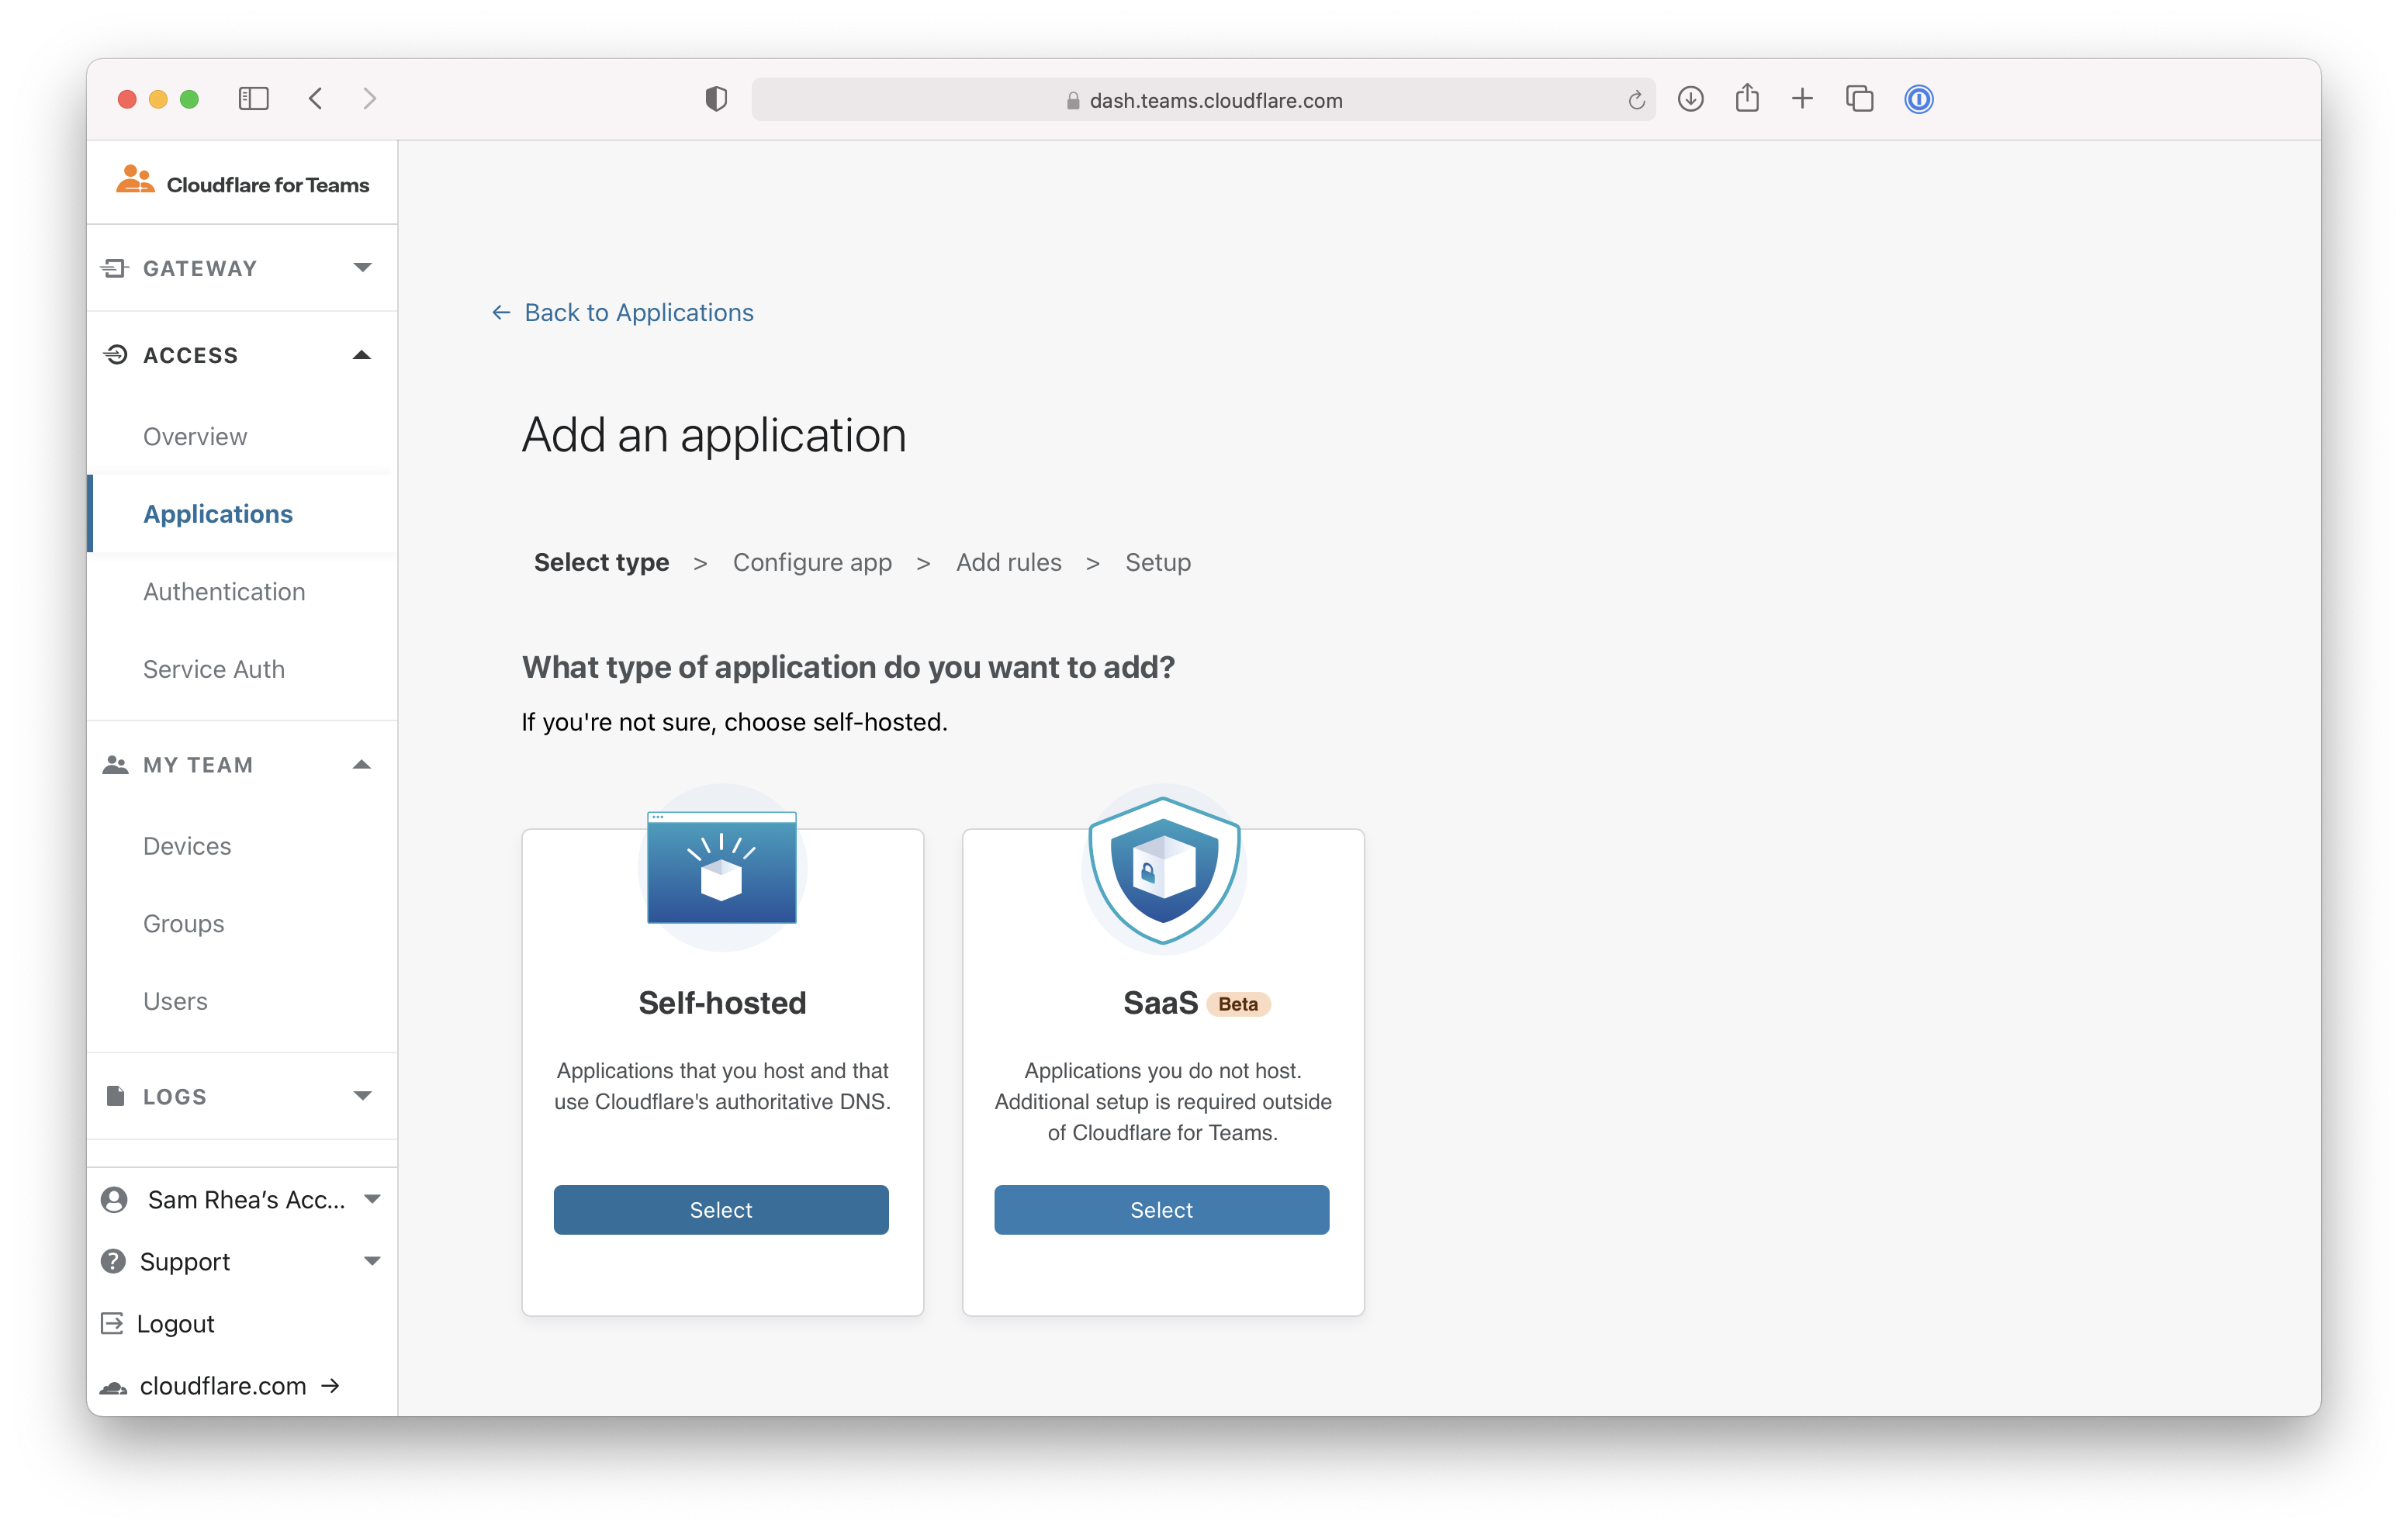 dash.teams.cloudflare.com
Cloudflare for Teams
GATEWAY
ACCESS
Overview
Applications
Authentication
Service Auth
MY TEAM
Devices
Groups
Users
LOGS
Sam Rhea’s Acc...
Support
Logout
cloudflare.com →
← Back to Applications
Add an application
Select type > Configure app > Add rules > Setup
What type of application do you want to add?
If you're not sure, choose self-hosted.
Self-hosted
Applications that you host and that
use Cloudflare's authoritative DNS.
Select
SaaS Beta
Applications you do not host.
Additional setup is required outside
of Cloudflare for Teams.
Select